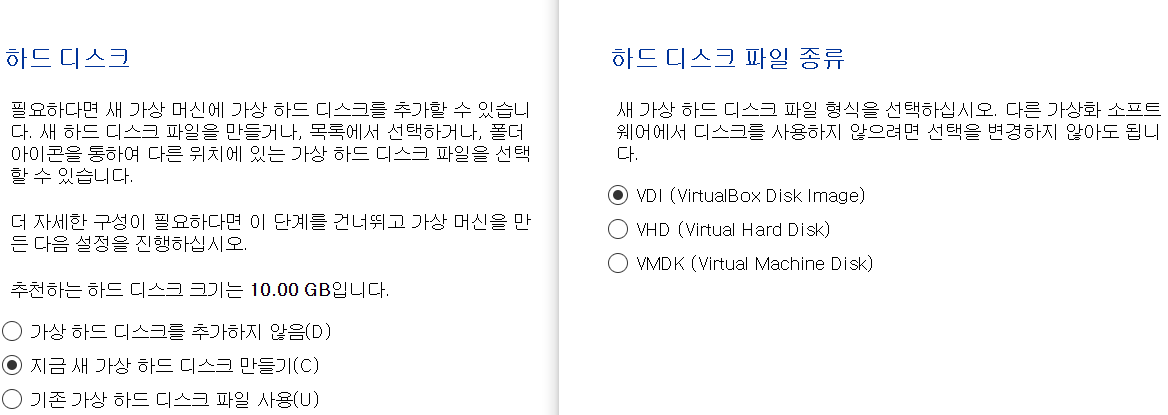 하드 디스크
필요하다면 새 가상 머신에 가상 하드 디스크를 추가할 수 있습니
다. 새 하드 디스크 파일을 만들거나, 목록에서 선택하거나, 폴더
아이콘을 통하여 다른 위치에 있는 가상 하드 디스크 파일을 선택
할 수 있습니다.
더 자세한 구성이 필요하다면 이 단계를 건너뛰고 가상 머신을 만
든 다음 설정을 진행하십시오.
추천하는 하드 디스크 크기는 10.00 GB입니다.
가상 하드 디스크를 추가하지 않음(D)
지금 새 가상 하드 디스크 만들기(C)
기존 가상 하드 디스크 파일 사용(U)
하드 디스크 파일 종류
새 가상 하드 디스크 파일 형식을 선택하십시오. 다른 가상화 소프트
웨어에서 디스크를 사용하지 않으려면 선택을 변경하지 않아도 됩니
다.
VDI (VirtualBox Disk Image)
VHD (Virtual Hard Disk)
VMDK (Virtual Machine Disk)